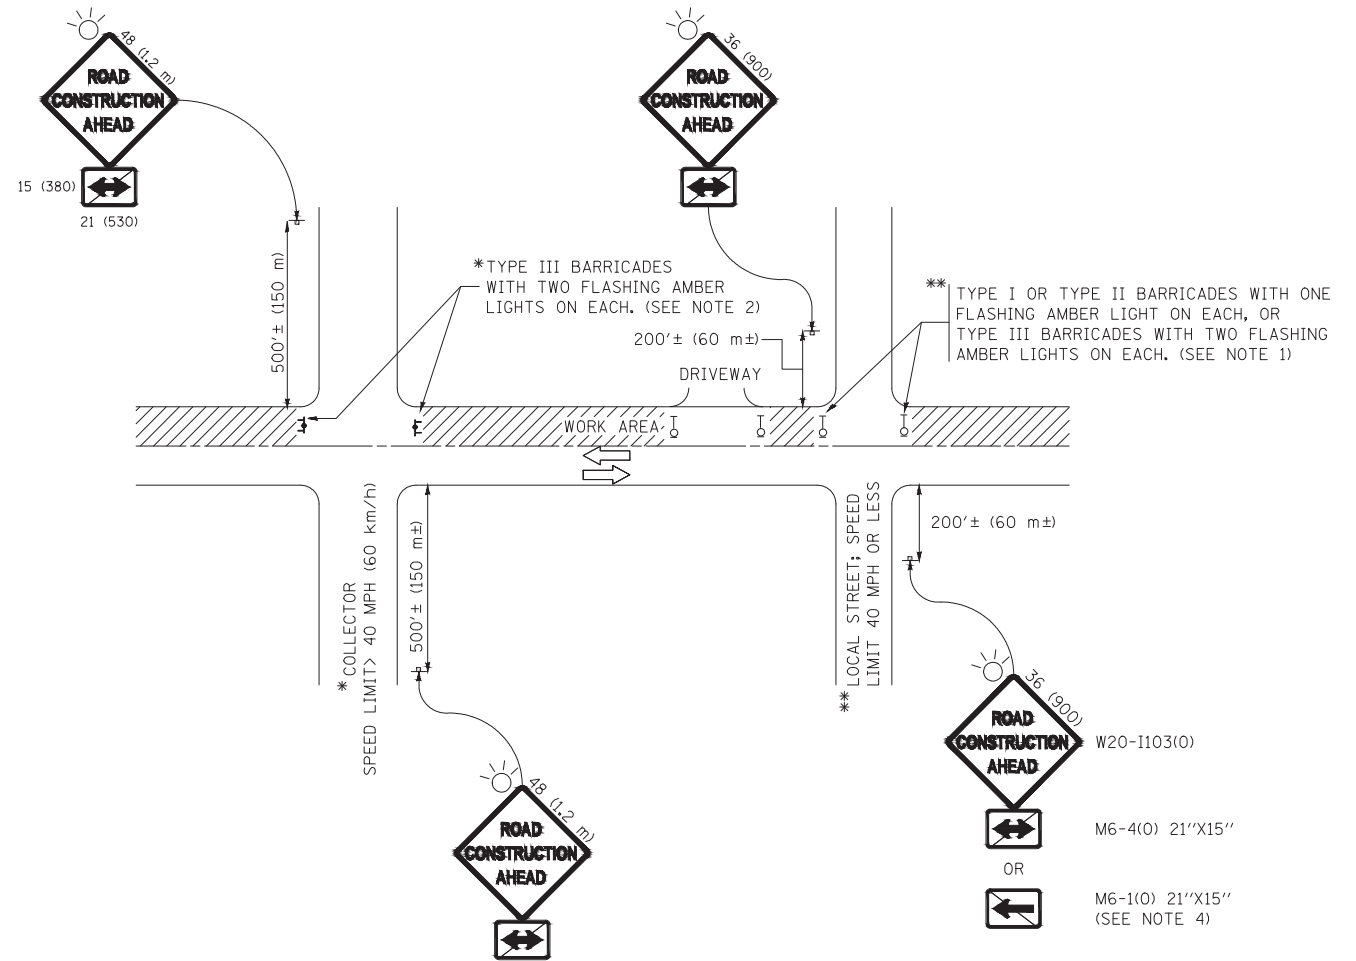 48 (1.2 m)
ROAD
CONSTRUCTION
AHEAD
15 (380)
21 (530)
36 (900)
ROAD
CONSTRUCTION
AHEAD
500'± (150 m)
*TYPE III BARRICADES
WITH TWO FLASHING AMBER
LIGHTS ON EACH. (SEE NOTE 2)
200'± (60 m±)
DRIVEWAY
** TYPE I OR TYPE II BARRICADES WITH ONE
FLASHING AMBER LIGHT ON EACH, OR
TYPE III BARRICADES WITH TWO FLASHING
AMBER LIGHTS ON EACH. (SEE NOTE 1)
WORK AREA
* COLLECTOR
SPEED LIMIT> 40 MPH (60 km/h)
500'± (150 m±)
** LOCAL STREET; SPEED
LIMIT 40 MPH OR LESS
200'± (60 m±)
48 (1.2 m)
ROAD
CONSTRUCTION
AHEAD
36 (900)
ROAD
CONSTRUCTION
AHEAD
W20-I103(O)
M6-4(O) 21''X15''
OR
M6-1(O) 21''X15''
(SEE NOTE 4)